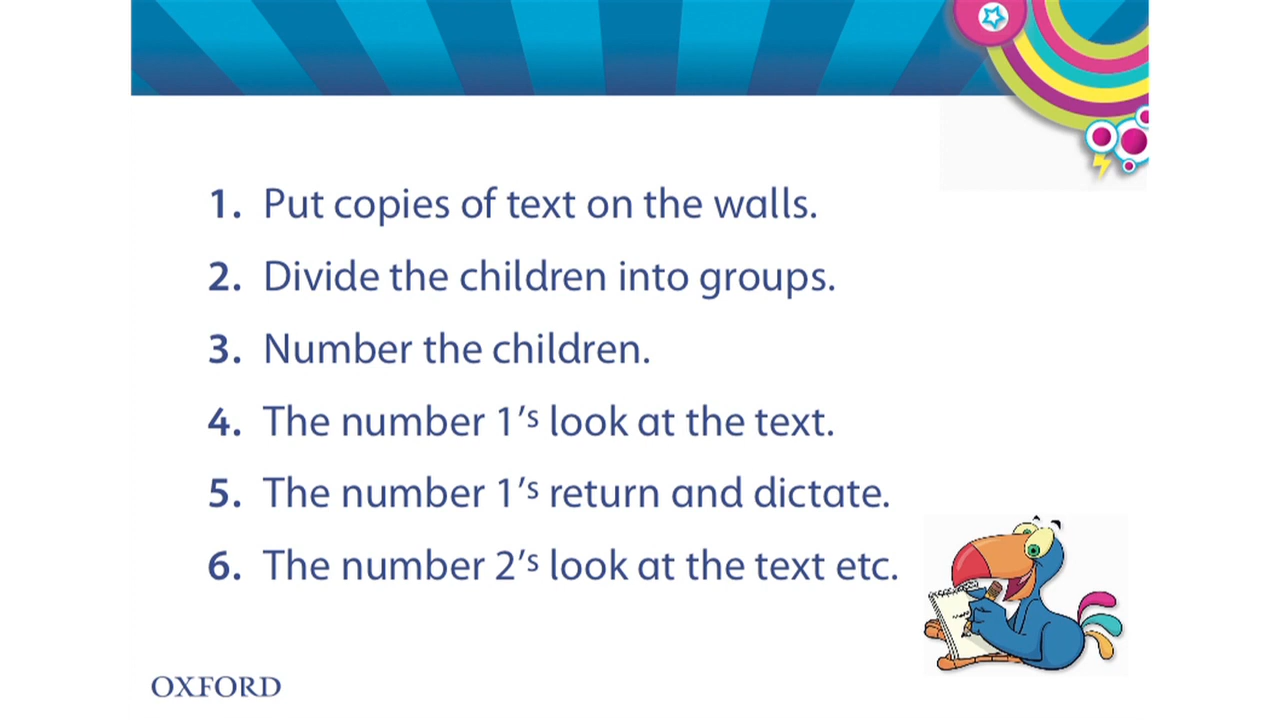 1. Put copies of text on the walls.
2. Divide the children into groups.
3. Number the children.
4. The number 1's look at the text.
5. The number 1's return and dictate.
6. The number 2's look at the text etc.
OXFORD